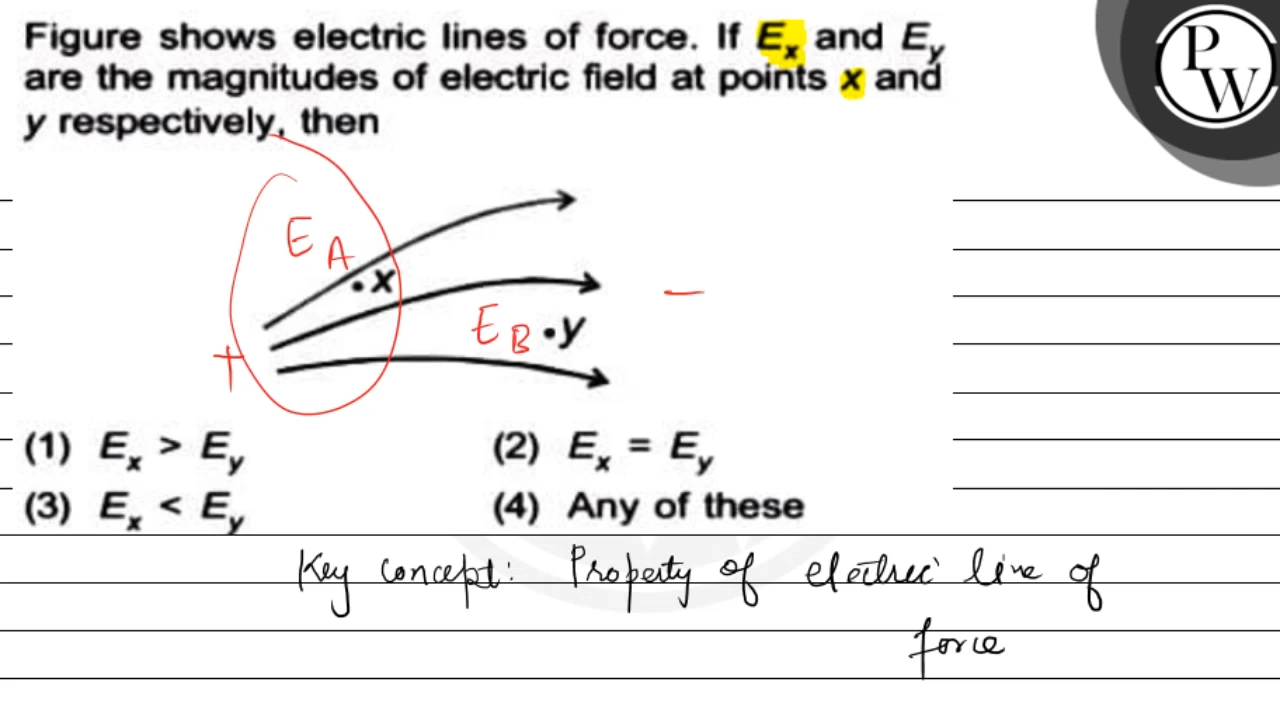 Figure shows electric lines of force. If Ex and Ey
are the magnitudes of electric field at points x and
y respectively, then
PW
EA
x
EB y
+
−
(1) Ex > Ey (2) Ex = Ey
(3) Ex < Ey (4) Any of these
Key concept: Property of electric line of
force